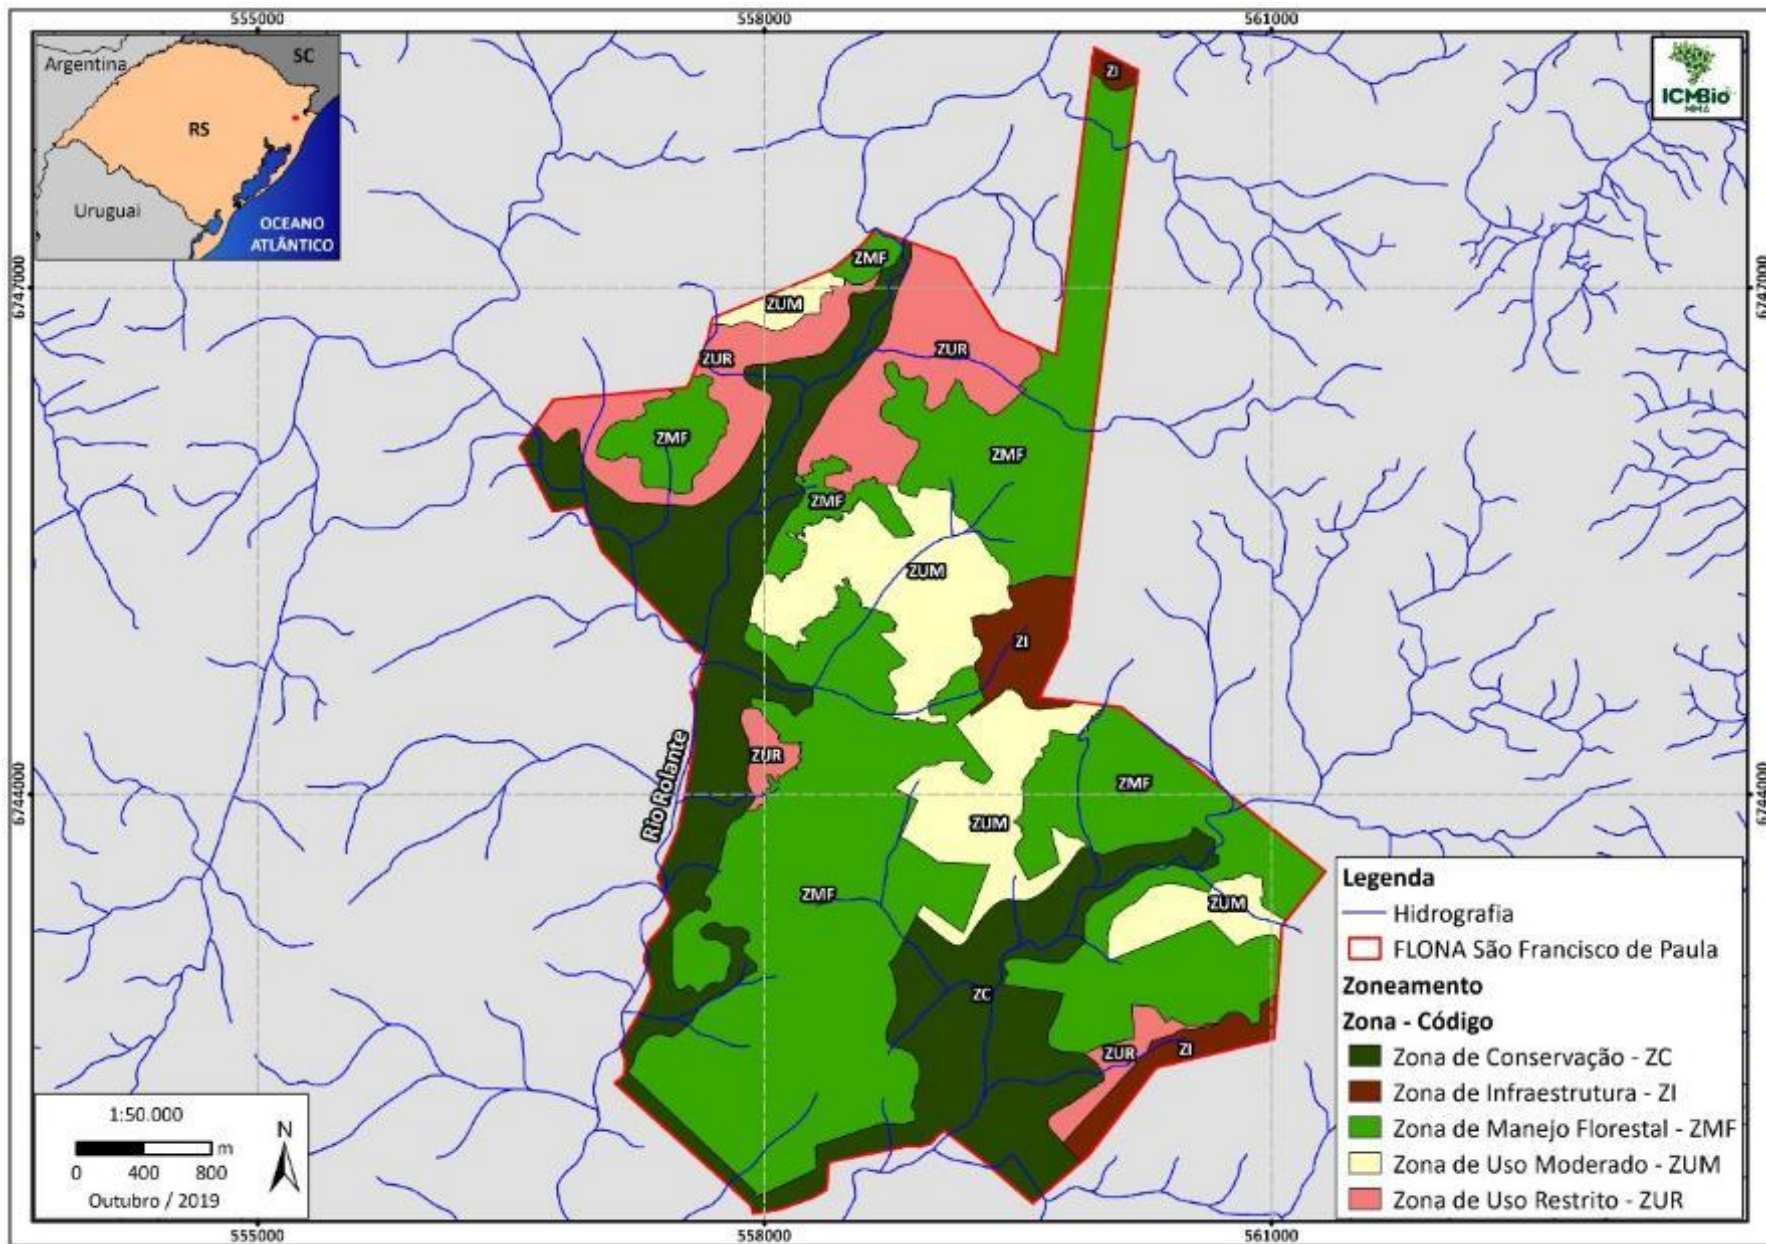 555000
558000
561000
Argentina
SC
RS
Uruguai
OCEANO
ATLÂNTICO
ICMBio
MMA
ZI
6747000
6747000
ZMF
ZUM
ZUR
ZUR
ZMF
ZMF
ZMF
ZUM
ZI
Rio Rolante
ZUR
ZMF
6744000
6744000
ZUM
ZMF
ZUM
ZC
ZUR
ZI
Legenda
Hidrografia
FLONA São Francisco de Paula
Zoneamento
Zona - Código
Zona de Conservação - ZC
Zona de Infraestrutura - ZI
Zona de Manejo Florestal - ZMF
Zona de Uso Moderado - ZUM
Zona de Uso Restrito - ZUR
1:50.000
m
0 400 800
Outubro / 2019
N
555000
558000
561000